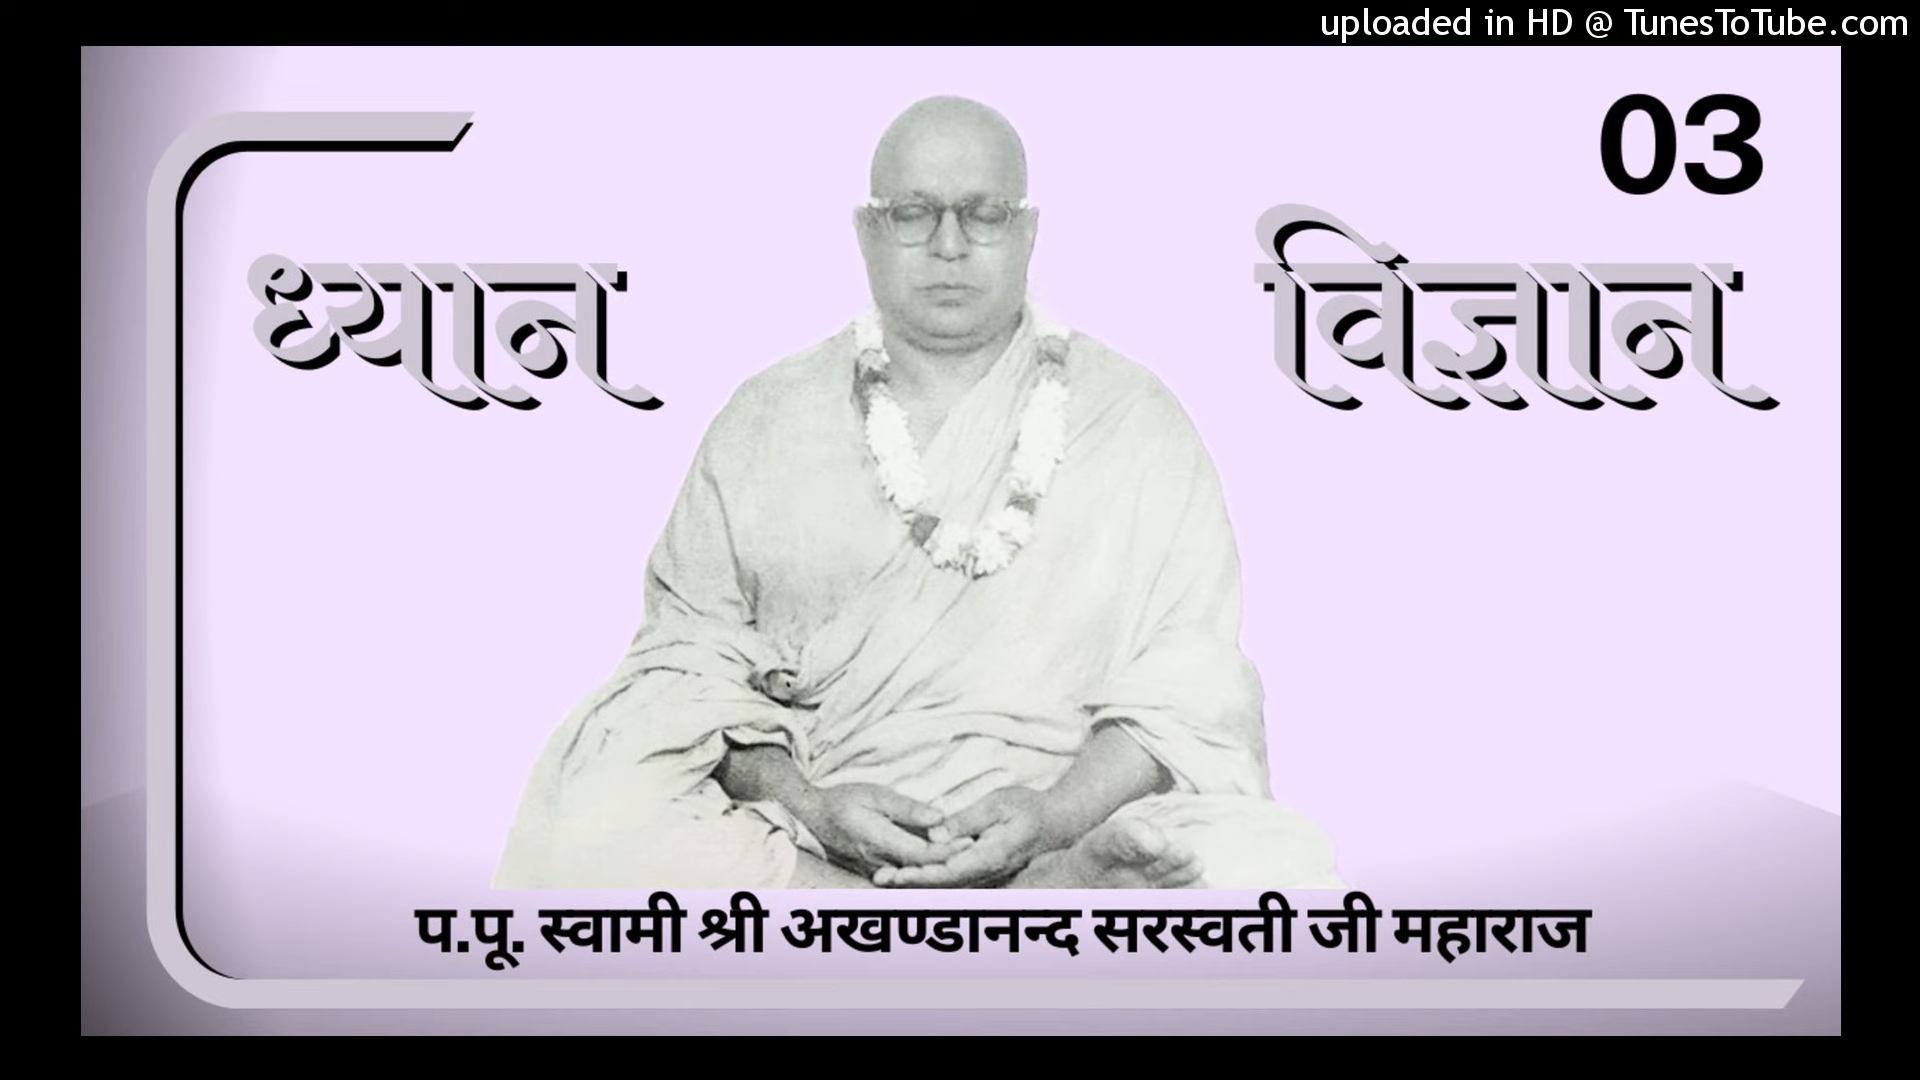 uploaded in HD @ TunesToTube.com
03
ध्यान विज्ञान
प.पू. स्वामी श्री अखण्डानन्द सरस्वती जी महाराज